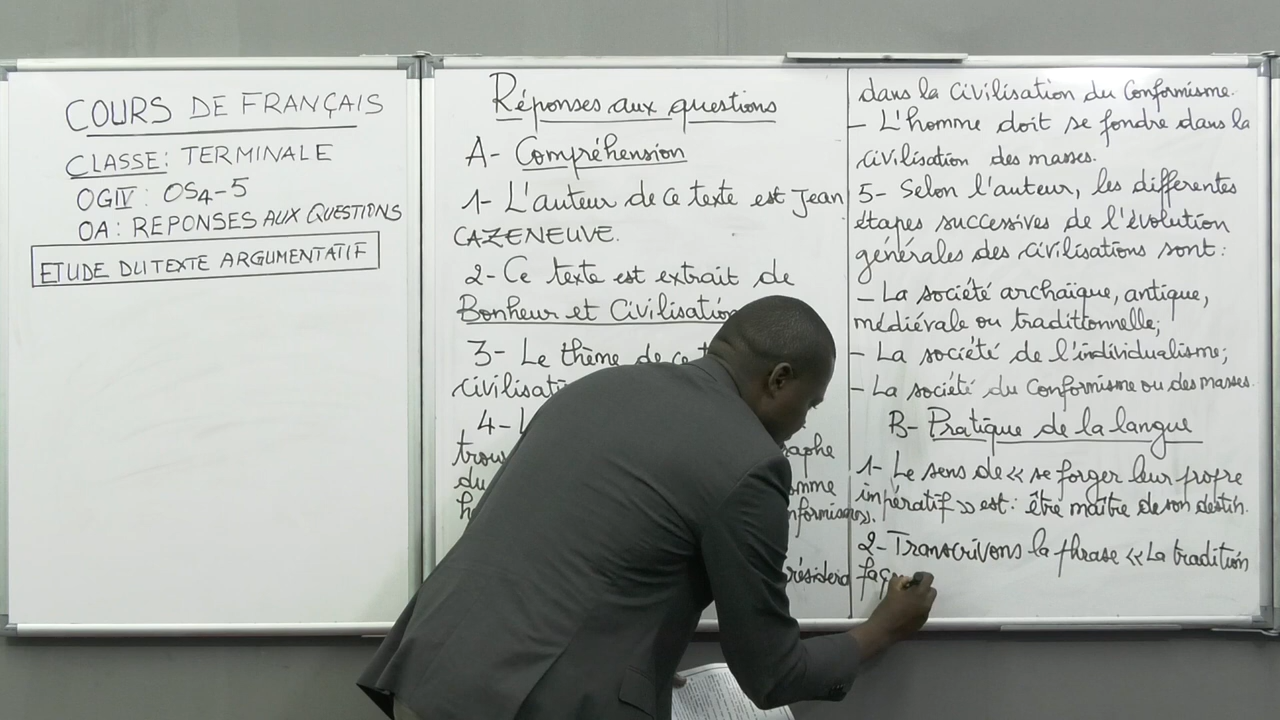 COURS DE FRANÇAIS
CLASSE: TERMINALE
OGIV : OS4-5
OA: REPONSES AUX QUESTIONS
ETUDE DU TEXTE ARGUMENTATIF
Réponses aux questions
A- Compréhension
1- L'auteur de ce texte est Jean
CAZENEUVE.
2- Ce texte est extrait de
Bonheur et Civilisation
3- Le thème de ce
4-
du
dans la civilisation du Conformisme.
- L'homme doit se fondre dans la
civilisation des masses.
5- Selon l'auteur, les differentes
étapes successives de l'évolution
générales des civilisations sont :
- La société archaïque, antique,
médiévale ou traditionnelle;
- La société de l'individualisme;
- La société du Conformisme ou des masses.
B- Pratique de la langue
1- Le sens de « se forger leur propre
impératif » est : être maître de son destin.
2- Transcrivons la phrase « La tradition